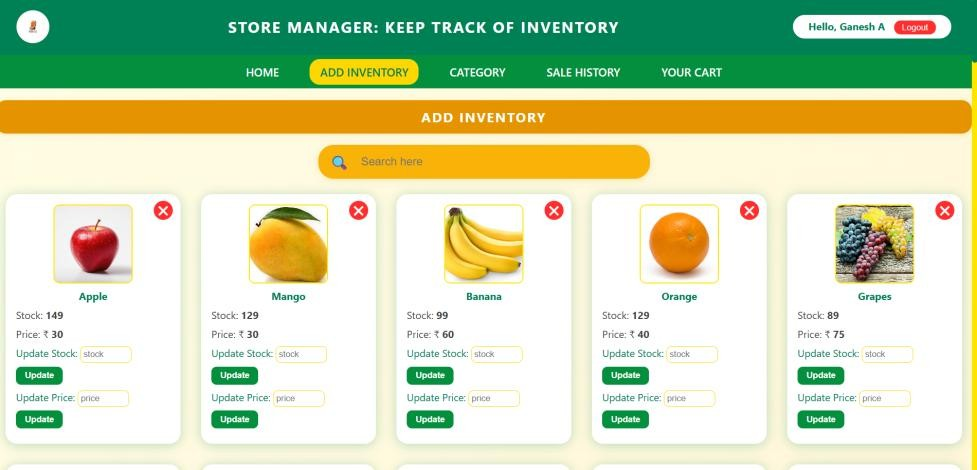 STORE MANAGER: KEEP TRACK OF INVENTORY
Hello, Ganesh A Logout
HOME ADD INVENTORY CATEGORY SALE HISTORY YOUR CART
ADD INVENTORY
Search here
Apple
Stock: 149
Price: ₹ 30
Update Stock: stock
Update
Update Price: price
Update
Mango
Stock: 129
Price: ₹ 30
Update Stock: stock
Update
Update Price: price
Update
Banana
Stock: 99
Price: ₹ 60
Update Stock: stock
Update
Update Price: price
Update
Orange
Stock: 129
Price: ₹ 40
Update Stock: stock
Update
Update Price: price
Update
Grapes
Stock: 89
Price: ₹ 75
Update Stock: stock
Update
Update Price: price
Update